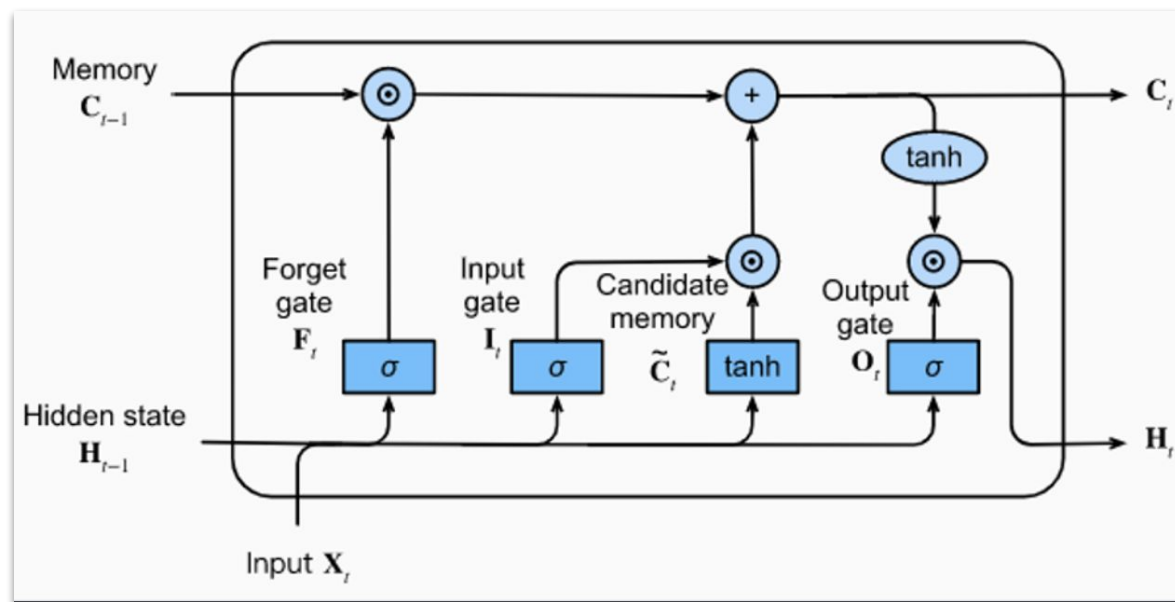 Memory
C_{t-1}
⊙
+
C_t
tanh
Forget
gate
F_t
Input
gate
I_t
⊙
Candidate
memory
C̃_t
Output
gate
O_t
⊙
σ
σ
tanh
σ
Hidden state
H_{t-1}
H_t
Input X_t